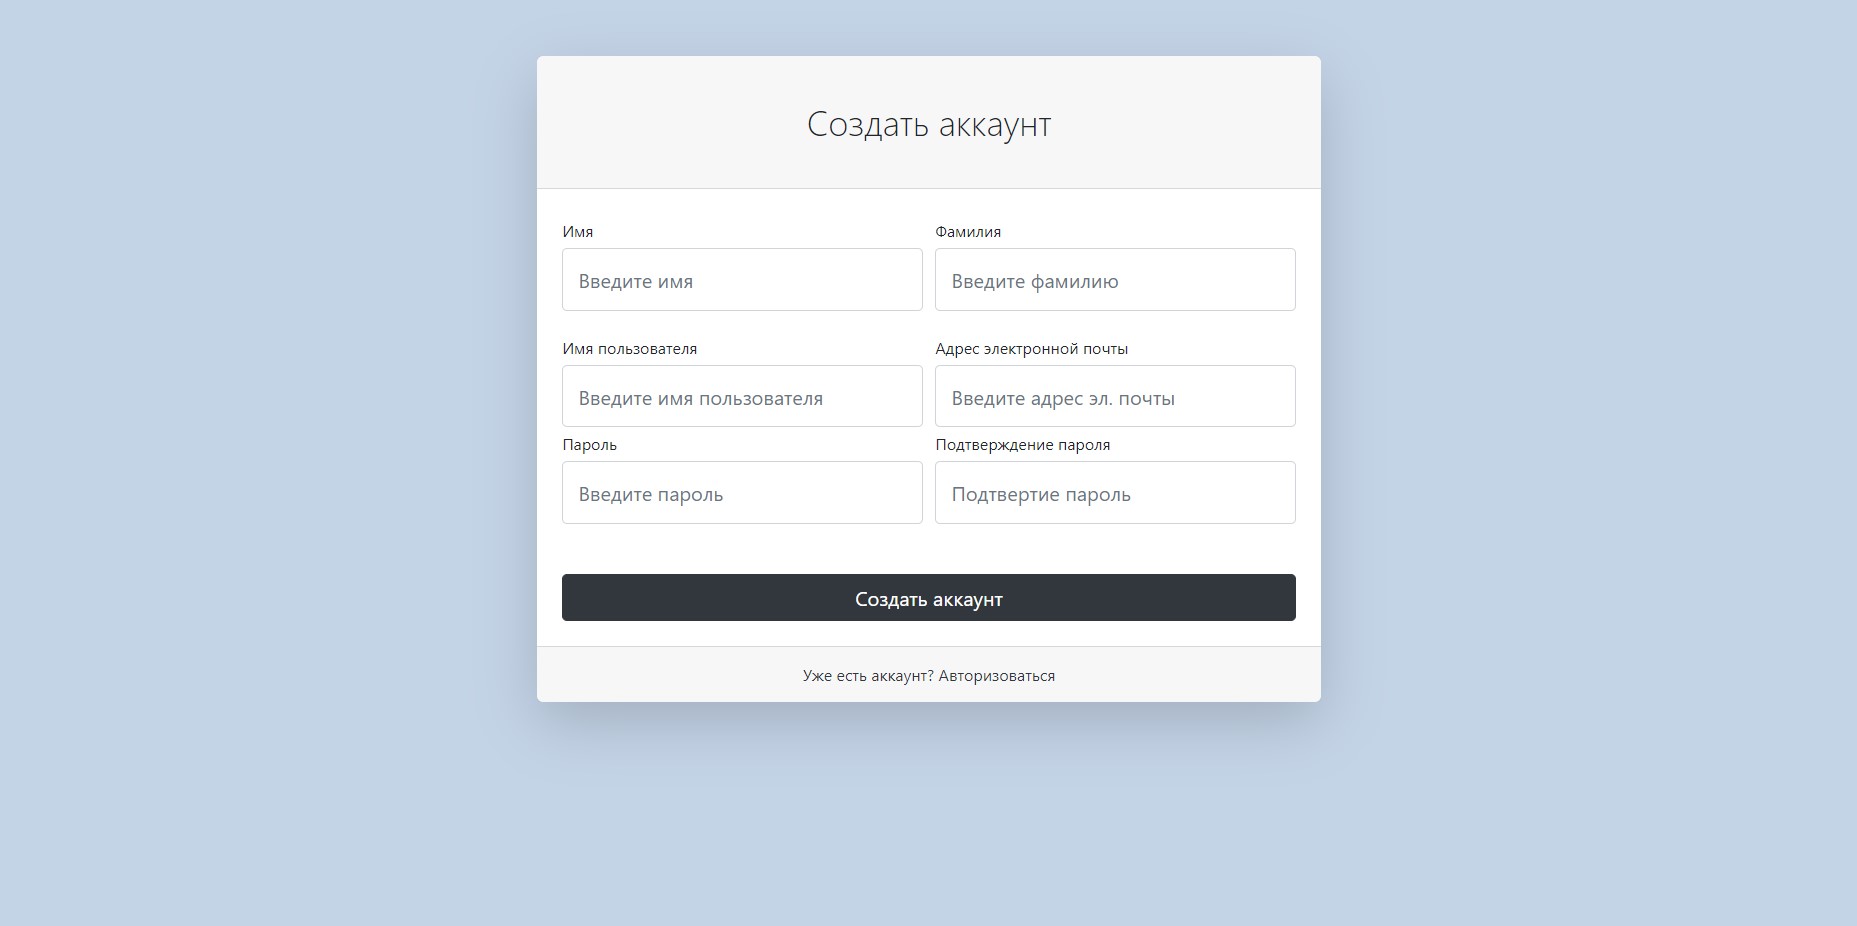 Создать аккаунт
Имя
Фамилия
Введите имя
Введите фамилию
Имя пользователя
Адрес электронной почты
Введите имя пользователя
Введите адрес эл. почты
Пароль
Подтверждение пароля
Введите пароль
Подтвертие пароль
Создать аккаунт
Уже есть аккаунт? Авторизоваться